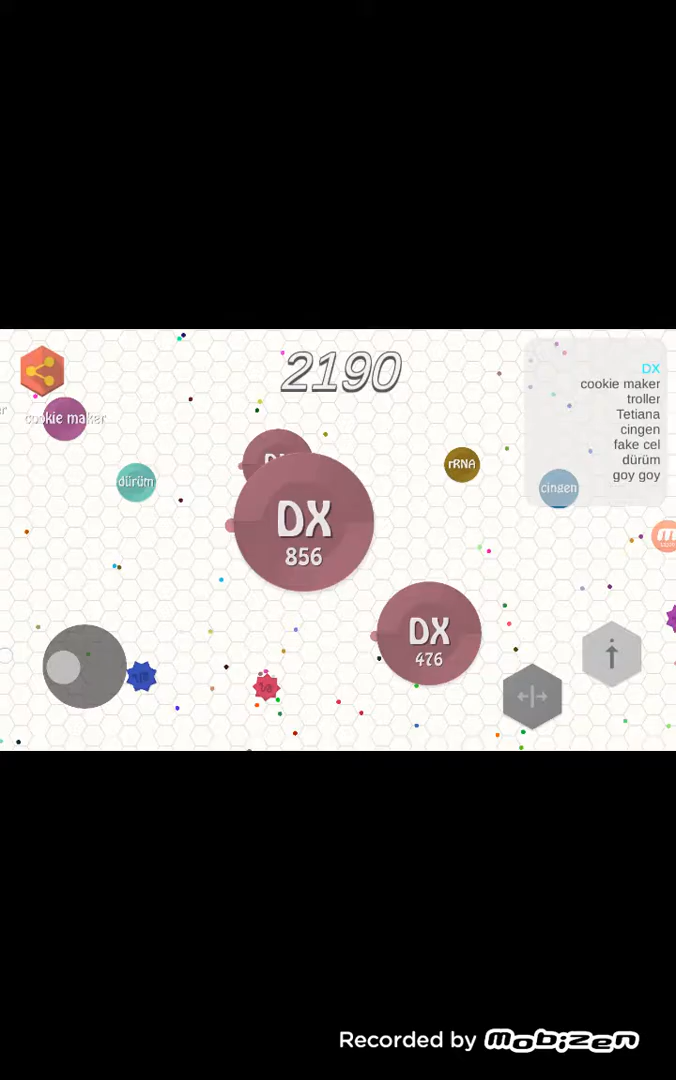 2190
DX
cookie maker
troller
Tetiana
cingen
fake cel
dürüm
goy goy
cookie maker
dürüm
rRNA
cingen
DX
856
DX
476
Recorded by mobizen